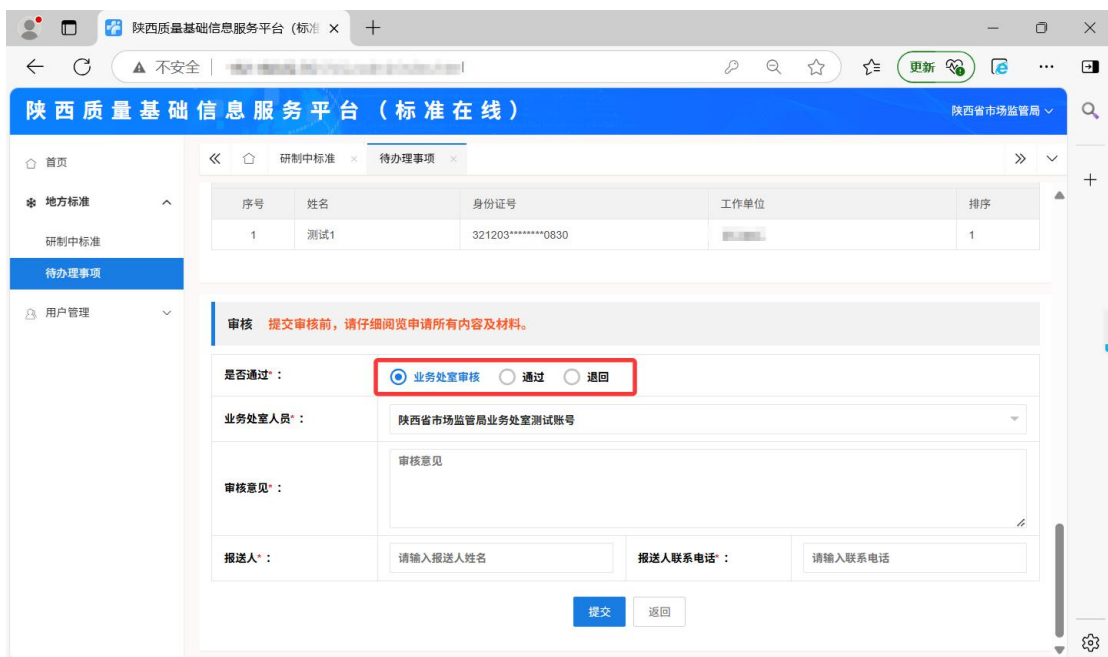 陕西质量基础信息服务平台（标准
不安全
更新
陕西质量基础信息服务平台（标准在线）
陕西省市场监管局
首页
研制中标准
待办理事项
地方标准
研制中标准
待办理事项
用户管理
序号 姓名 身份证号 工作单位 排序
1 测试1 321203********0830 1
审核 提交审核前，请仔细阅览申请所有内容及材料。
是否通过*： 业务处室审核 通过 退回
业务处室人员*： 陕西省市场监管局业务处室测试账号
审核意见*： 审核意见
报送人*： 请输入报送人姓名 报送人联系电话*： 请输入联系电话
提交 返回